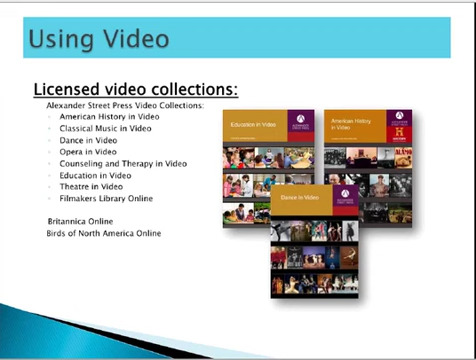 Using Video
Licensed video collections:
Alexander Street Press Video Collections:
American History in Video
Classical Music in Video
Dance in Video
Opera in Video
Counseling and Therapy in Video
Education in Video
Theatre in Video
Filmakers Library Online
Britannica Online
Birds of North America Online
Education in Video
American History
in Video
H
Dance in Video